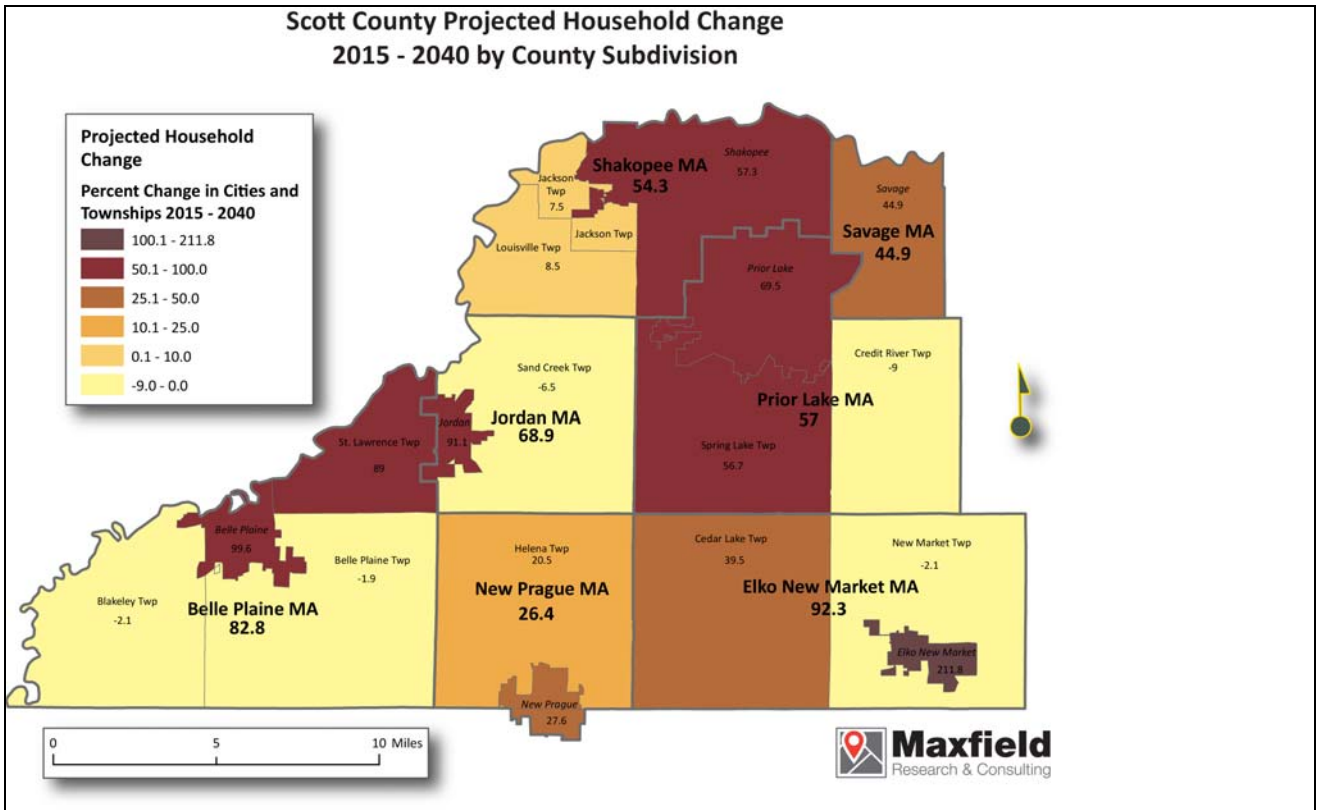 Scott County Projected Household Change
2015 - 2040 by County Subdivision
Projected Household
Change
Percent Change in Cities and
Townships 2015 - 2040
100.1 - 211.8
50.1 - 100.0
25.1 - 50.0
10.1 - 25.0
0.1 - 10.0
-9.0 - 0.0
Shakopee
57.3
Shakopee MA
54.3
Jackson
Twp
7.5
Jackson Twp
Louisville Twp
8.5
Savage
44.9
Savage MA
44.9
Prior Lake
69.5
Sand Creek Twp
-6.5
Credit River Twp
-9
Jordan MA
68.9
Jordan
91.1
Prior Lake MA
57
St. Lawrence Twp
89
Spring Lake Twp
56.7
Belle Plaine
99.6
Belle Plaine Twp
-1.9
Blakeley Twp
-2.1
Belle Plaine MA
82.8
Helena Twp
20.5
New Prague MA
26.4
Cedar Lake Twp
39.5
New Market Twp
-2.1
Elko New Market MA
92.3
Elko New Market
211.8
New Prague
27.6
0 5 10 Miles
Maxfield
Research & Consulting